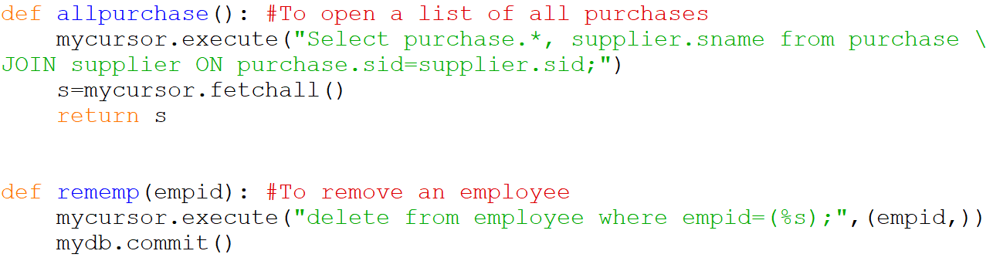 def allpurchase(): #To open a list of all purchases
    mycursor.execute("Select purchase.*, supplier.sname from purchase \
JOIN supplier ON purchase.sid=supplier.sid;")
    s=mycursor.fetchall()
    return s
def rememp(empid): #To remove an employee
    mycursor.execute("delete from employee where empid=(%s);",(empid,))
    mydb.commit()